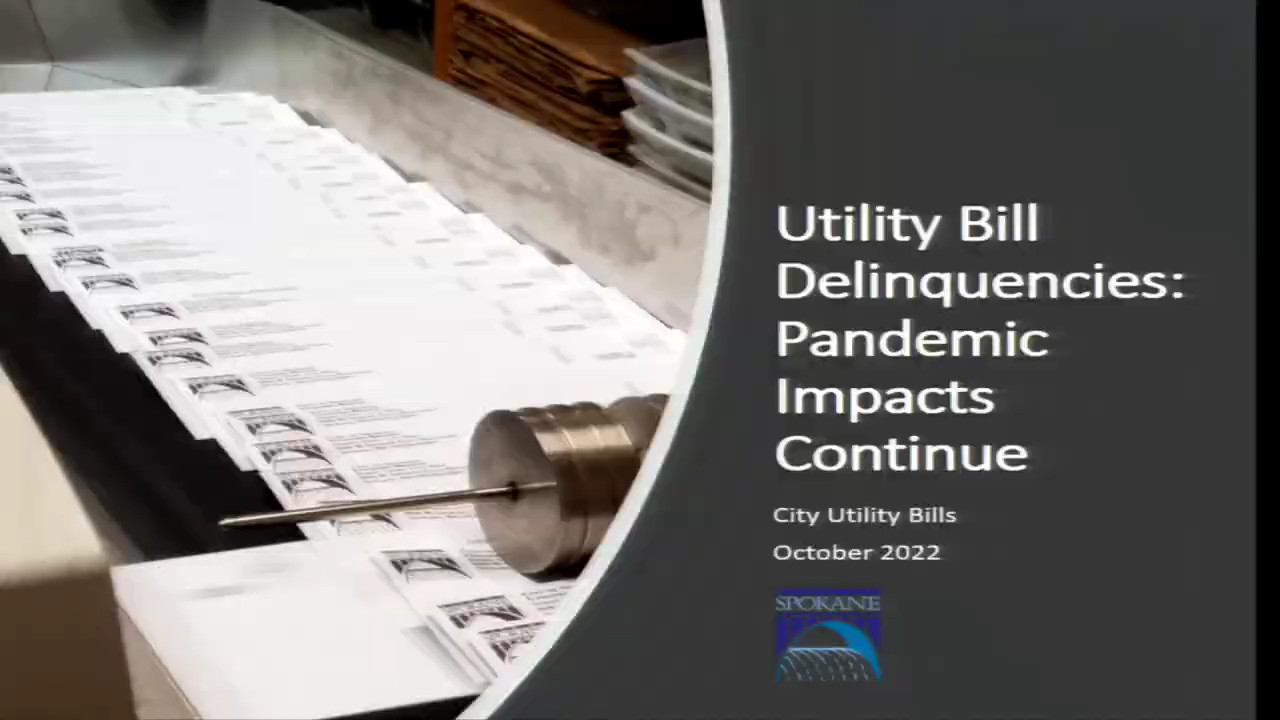 Utility Bill
Delinquencies:
Pandemic
Impacts
Continue
City Utility Bills
October 2022
SPOKANE